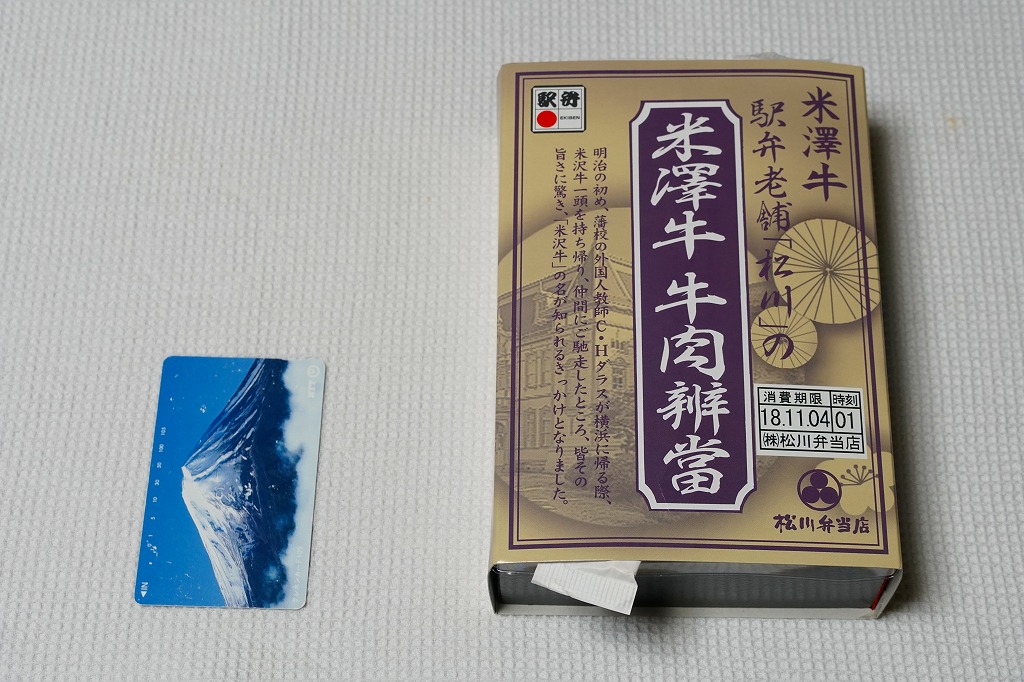 米澤牛
駅弁老舗「松川」の
米澤牛 牛肉辨當
駅弁
EKIBEN
明治の初め、藩校の外国人教師C・Hダラスが横浜に帰る際、
米沢牛一頭を持ち帰り、仲間にご馳走したところ、皆その
旨さに驚き、「米沢牛」の名が知られるきっかけとなりました。
消費期限 時刻
18.11.04 01
㈱松川弁当店
松川弁当店
◀IN